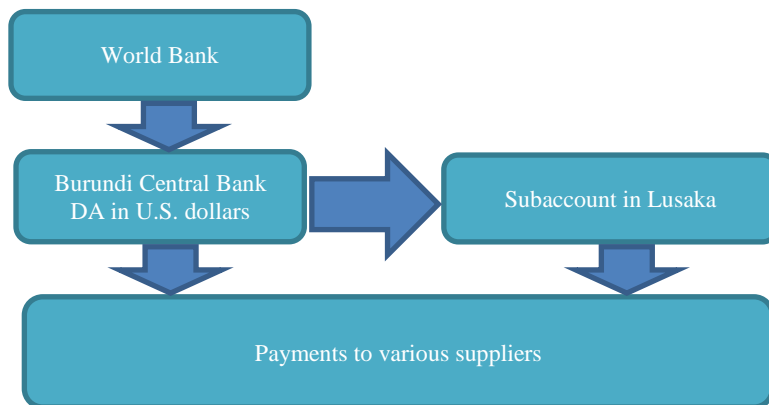 World Bank
Burundi Central Bank
DA in U.S. dollars
Subaccount in Lusaka
Payments to various suppliers